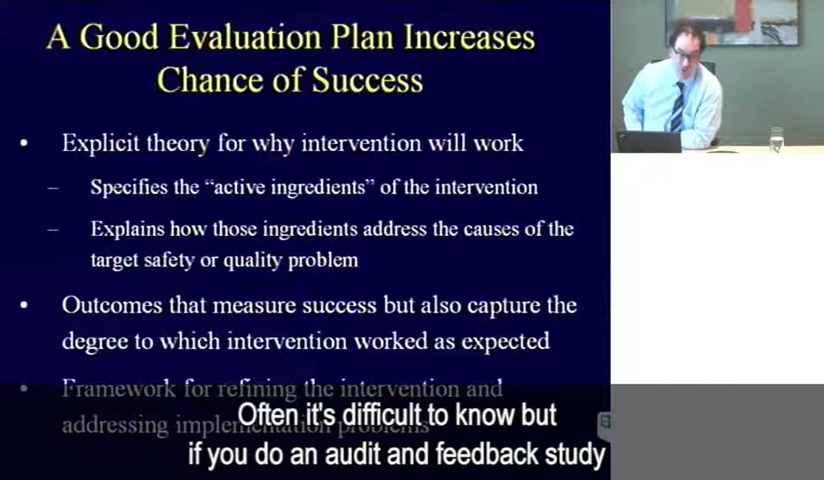 A Good Evaluation Plan Increases
Chance of Success
• Explicit theory for why intervention will work
– Specifies the “active ingredients” of the intervention
– Explains how those ingredients address the causes of the
target safety or quality problem
• Outcomes that measure success but also capture the
degree to which intervention worked as expected
• Framework for refining the intervention and
addressing implementation problems
Often it's difficult to know but
if you do an audit and feedback study